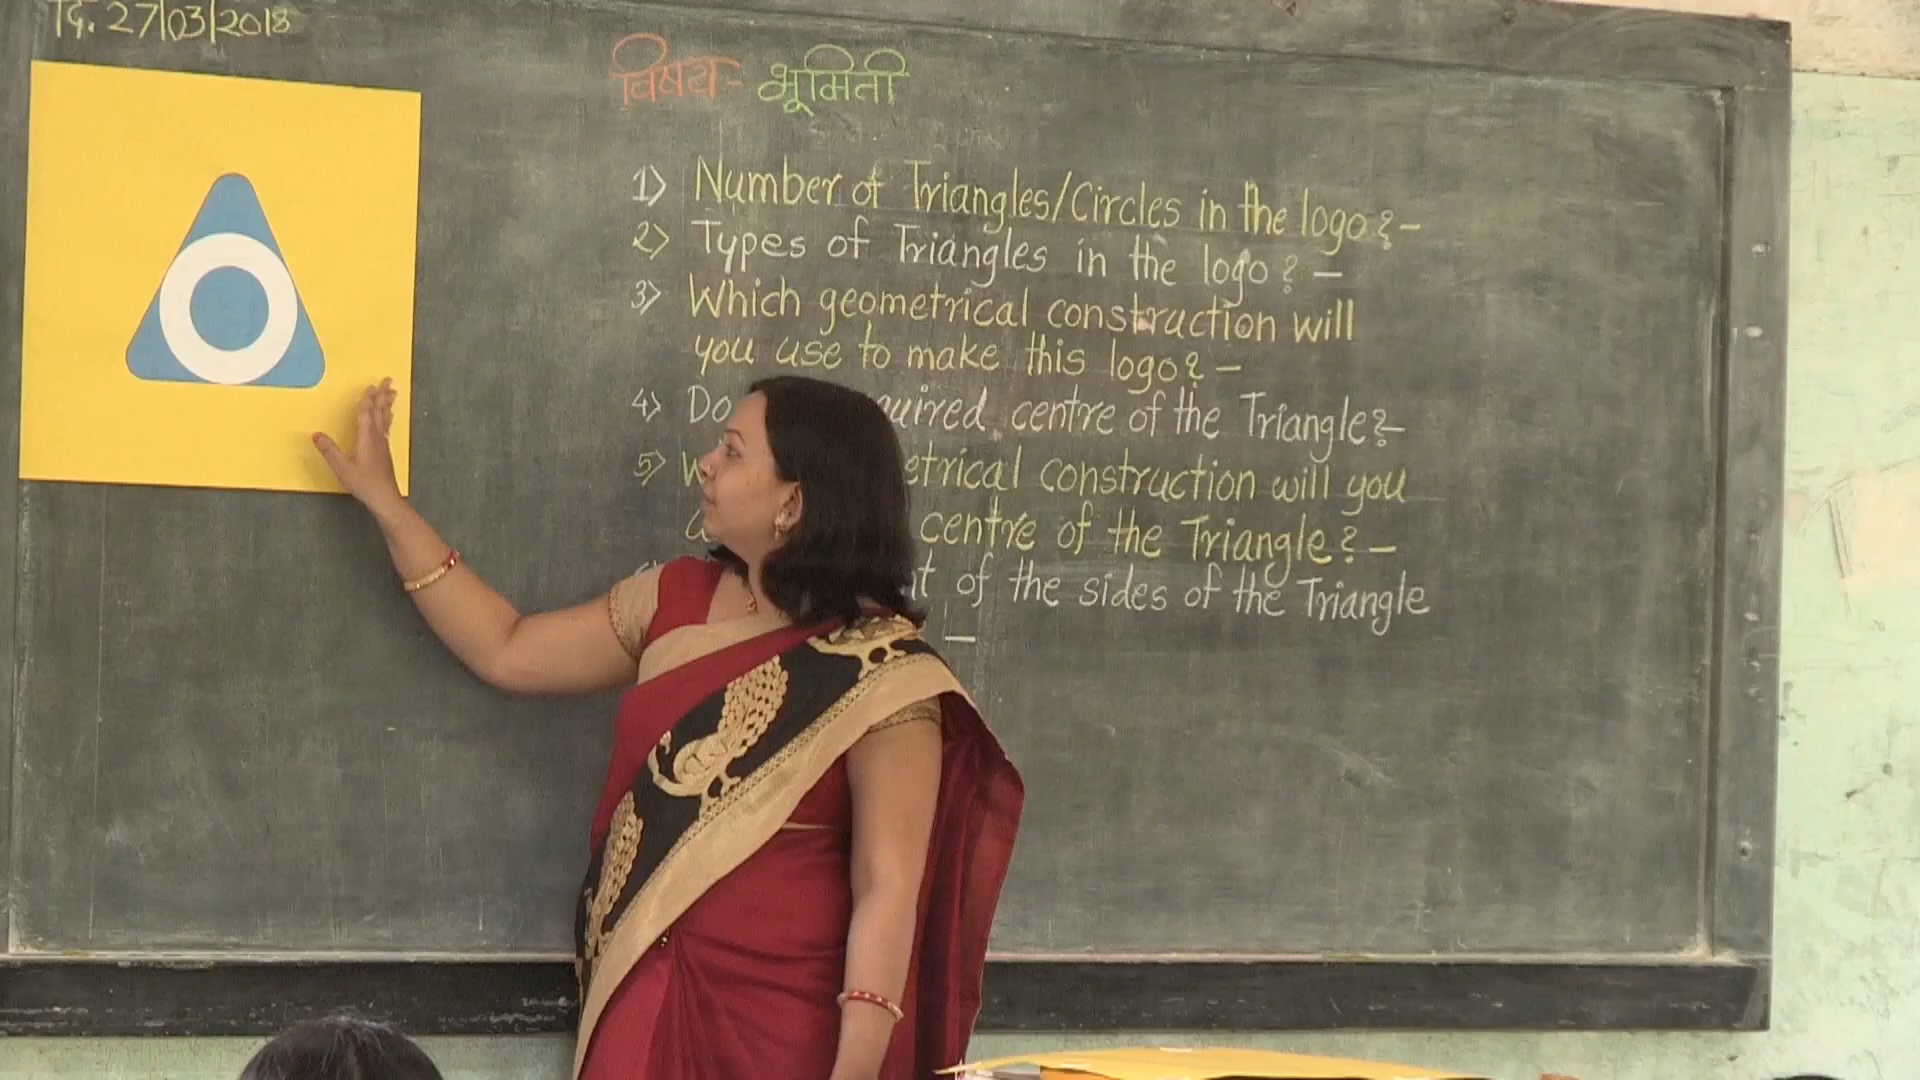 दि. 27/03/2018
विषय - भूमिती
1) Number of Triangles/Circles in the logo? -
2) Types of Triangles in the logo? -
3) Which geometrical construction will
you use to make this logo? -
4) Do centre of the Triangle? -
5) construction will you
centre of the Triangle? -
of the sides of the Triangle
-